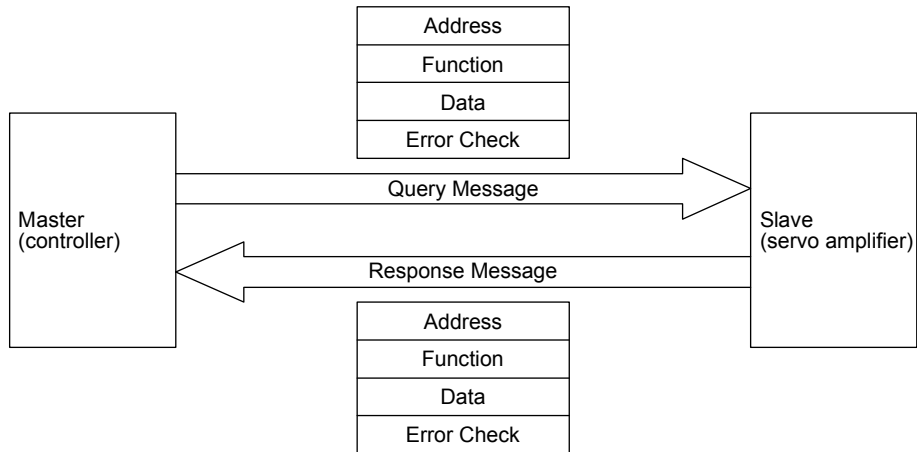 Address
Function
Data
Error Check
Query Message
Master
(controller)
Slave
(servo amplifier)
Response Message
Address
Function
Data
Error Check